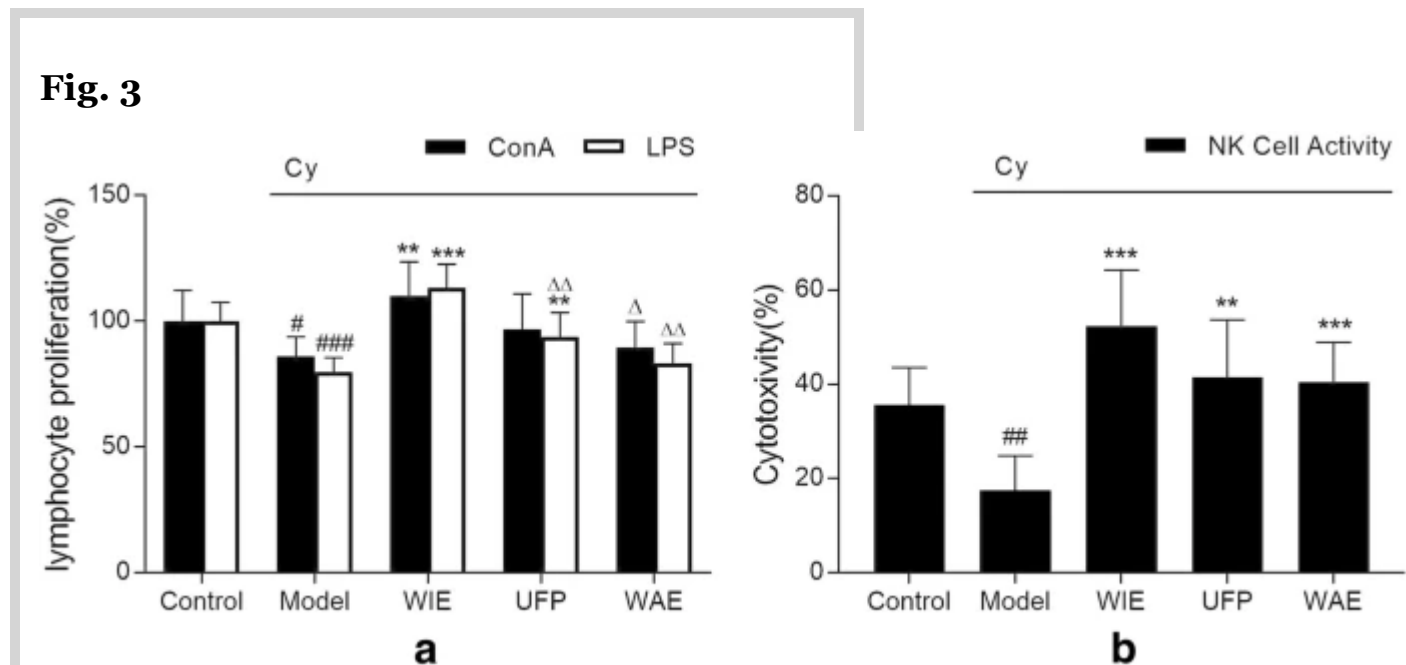 Fig. 3
ConA LPS
Cy
lymphocyte proliferation(%)
150
100
50
0
# ### ** *** ΔΔ ** Δ ΔΔ
Control Model WIE UFP WAE
a
NK Cell Activity
Cy
Cytotoxivity(%)
80
60
40
20
0
## *** ** ***
Control Model WIE UFP WAE
b